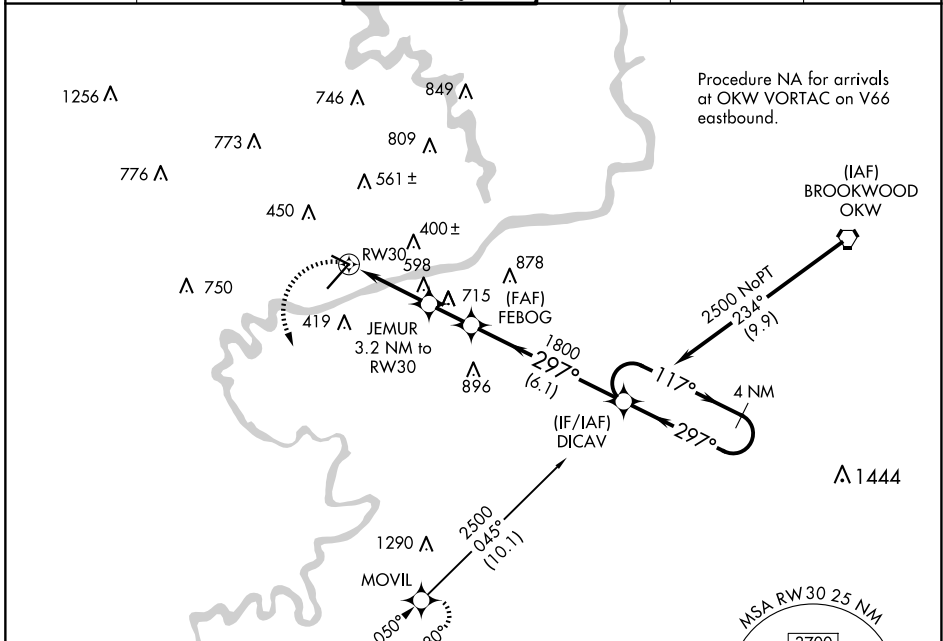 1256
746
849
773
809
776
561 ±
450
400 ±
RW30
598
878
750
715
(FAF)
FEBOG
419
JEMUR
3.2 NM to
RW30
896
1800
297°
(6.1)
Procedure NA for arrivals
at OKW VORTAC on V66
eastbound.
(IAF)
BROOKWOOD
OKW
2500 NoPT
234°
(9.9)
117°
4 NM
297°
(IF/IAF)
DICAV
1444
2500
045°
(10.1)
1290
MOVIL
050°
MSA RW30 25 NM